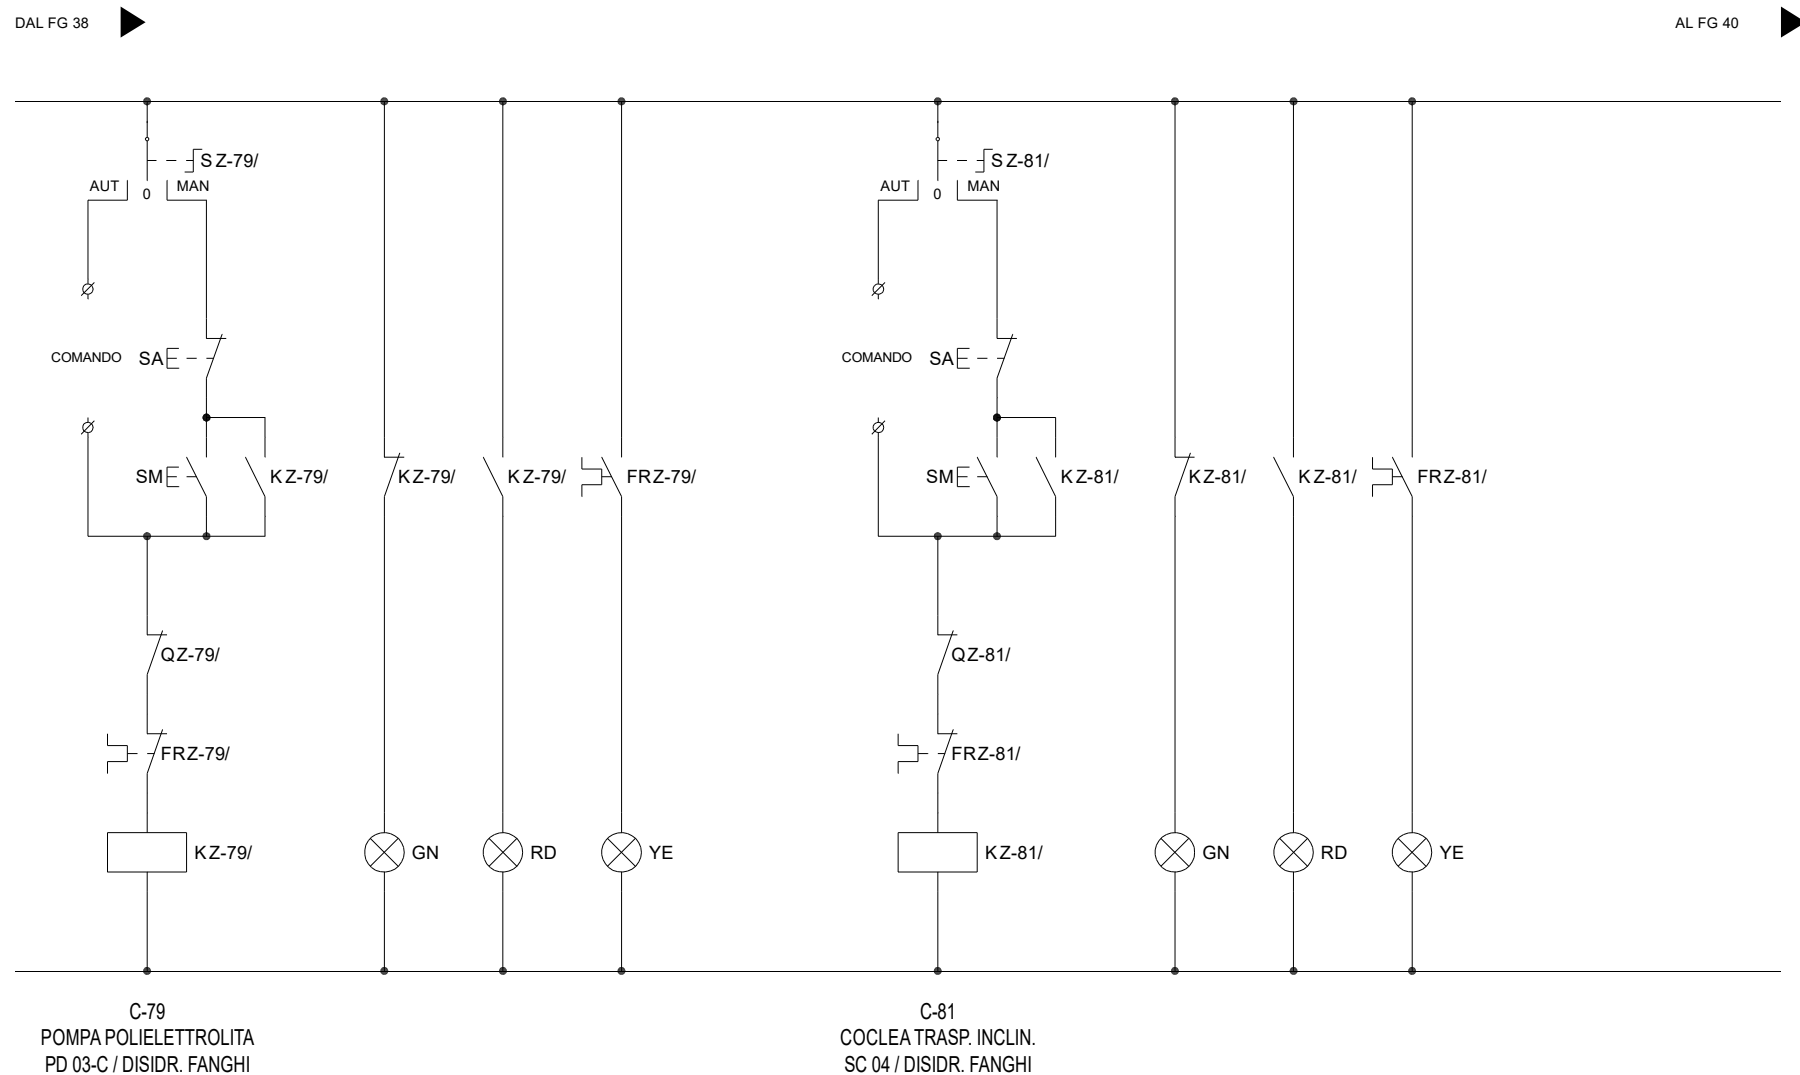 DAL FG 38
AL FG 40
SZ-79/
AUT
0
MAN
COMANDO
SA
SM
KZ-79/
KZ-79/
KZ-79/
FRZ-79/
QZ-79/
FRZ-79/
KZ-79/
GN
RD
YE
C-79
POMPA POLIELETTROLITA
PD 03-C / DISIDR. FANGHI
SZ-81/
AUT
0
MAN
COMANDO
SA
SM
KZ-81/
KZ-81/
KZ-81/
FRZ-81/
QZ-81/
FRZ-81/
KZ-81/
GN
RD
YE
C-81
COCLEA TRASP. INCLIN.
SC 04 / DISIDR. FANGHI